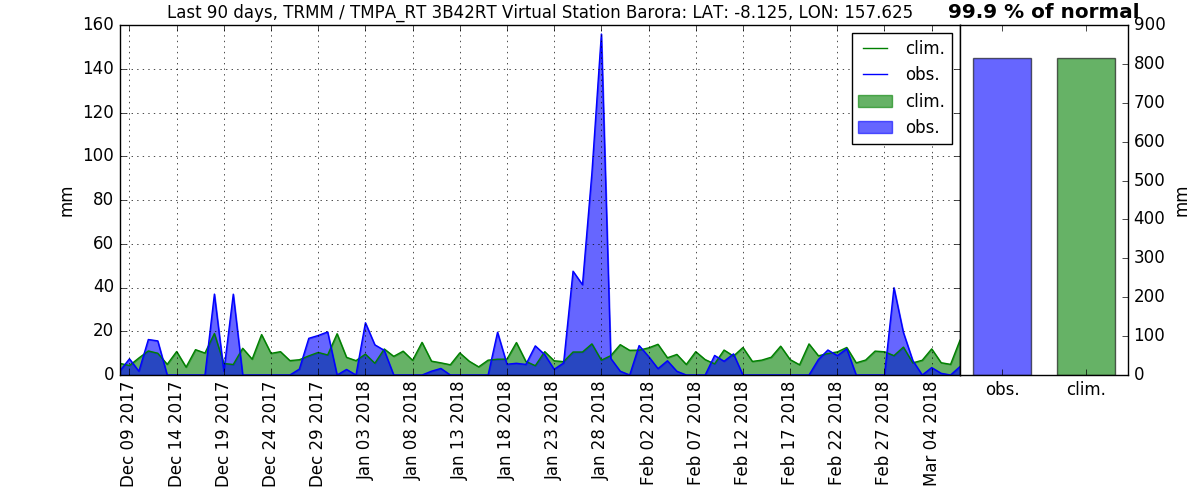 Last 90 days, TRMM / TMPA_RT 3B42RT Virtual Station Barora: LAT: -8.125, LON: 157.625
99.9 % of normal
160
140
120
100
80
60
40
20
0
mm
clim.
obs.
clim.
obs.
900
800
700
600
500
400
300
200
100
0
mm
Dec 09 2017
Dec 14 2017
Dec 19 2017
Dec 24 2017
Dec 29 2017
Jan 03 2018
Jan 08 2018
Jan 13 2018
Jan 18 2018
Jan 23 2018
Jan 28 2018
Feb 02 2018
Feb 07 2018
Feb 12 2018
Feb 17 2018
Feb 22 2018
Feb 27 2018
Mar 04 2018
obs.
clim.